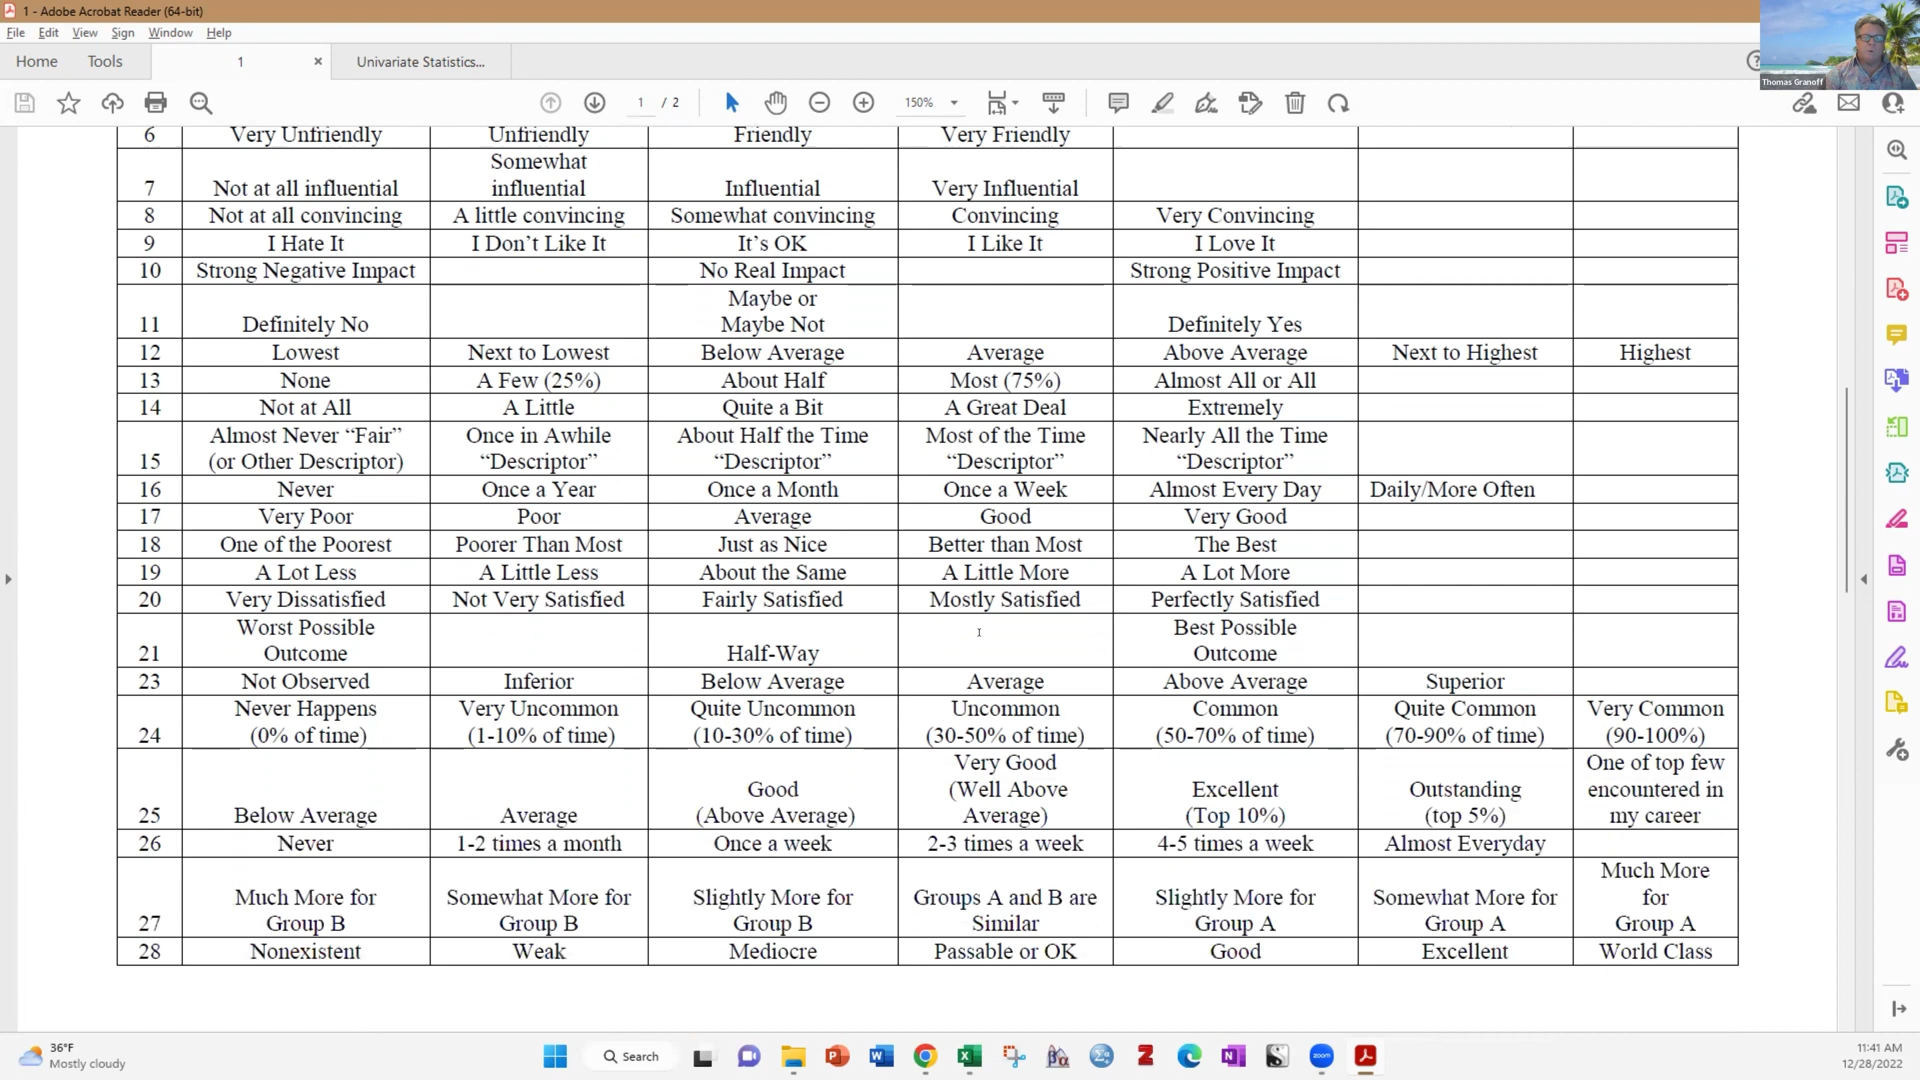 1 - Adobe Acrobat Reader (64-bit)
File Edit View Sign Window Help
Home Tools 1 × Univariate Statistics...
1 / 2 150%
Thomas Granoff
6 Very Unfriendly Unfriendly Friendly Very Friendly
7 Not at all influential Somewhat influential Influential Very Influential
8 Not at all convincing A little convincing Somewhat convincing Convincing Very Convincing
9 I Hate It I Don’t Like It It’s OK I Like It I Love It
10 Strong Negative Impact No Real Impact Strong Positive Impact
11 Definitely No Maybe or Maybe Not Definitely Yes
12 Lowest Next to Lowest Below Average Average Above Average Next to Highest Highest
13 None A Few (25%) About Half Most (75%) Almost All or All
14 Not at All A Little Quite a Bit A Great Deal Extremely
15 Almost Never “Fair” (or Other Descriptor) Once in Awhile “Descriptor” About Half the Time “Descriptor” Most of the Time “Descriptor” Nearly All the Time “Descriptor”
16 Never Once a Year Once a Month Once a Week Almost Every Day Daily/More Often
17 Very Poor Poor Average Good Very Good
18 One of the Poorest Poorer Than Most Just as Nice Better than Most The Best
19 A Lot Less A Little Less About the Same A Little More A Lot More
20 Very Dissatisfied Not Very Satisfied Fairly Satisfied Mostly Satisfied Perfectly Satisfied
21 Worst Possible Outcome Half-Way Best Possible Outcome
23 Not Observed Inferior Below Average Average Above Average Superior
24 Never Happens (0% of time) Very Uncommon (1-10% of time) Quite Uncommon (10-30% of time) Uncommon (30-50% of time) Common (50-70% of time) Quite Common (70-90% of time) Very Common (90-100%)
25 Below Average Average Good (Above Average) Very Good (Well Above Average) Excellent (Top 10%) Outstanding (top 5%) One of top few encountered in my career
26 Never 1-2 times a month Once a week 2-3 times a week 4-5 times a week Almost Everyday
27 Much More for Group B Somewhat More for Group B Slightly More for Group B Groups A and B are Similar Slightly More for Group A Somewhat More for Group A Much More for Group A
28 Nonexistent Weak Mediocre Passable or OK Good Excellent World Class
36°F
Mostly cloudy
Search
zoom
11:41 AM
12/28/2022